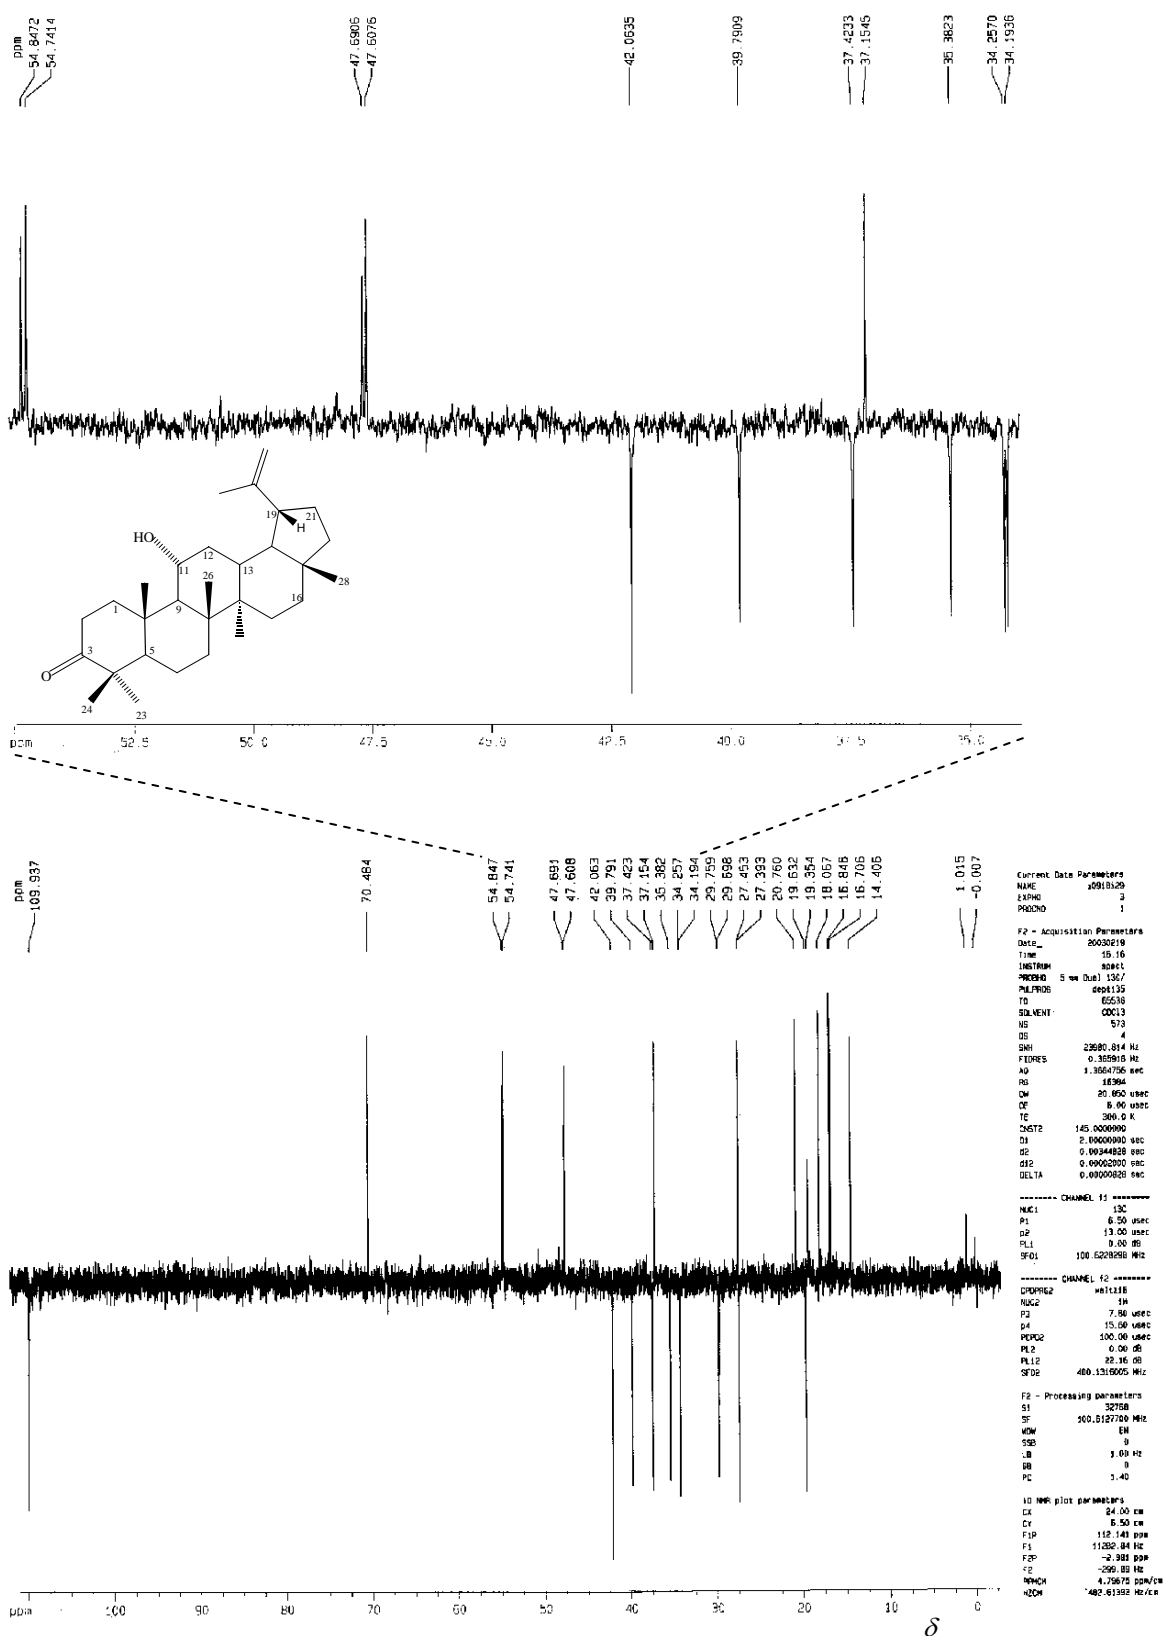 ppm
54.8472
54.7414
47.6906
47.6076
42.0635
39.7909
37.4233
37.1545
35.3823
34.2570
34.1936
19
H
21
HO
12
11
13
26
28
16
1
9
3
5
O
24
23
ppm 52.5 50.0 47.5 45.0 42.5 40.0 37.5 35.0
ppm
109.937
70.484
54.847
54.741
47.691
47.608
42.063
39.791
37.423
37.154
35.382
34.257
34.194
29.759
29.698
27.453
27.393
20.760
19.632
19.354
18.067
16.846
16.706
14.406
1.015
-0.007
Current Data Parameters
NAME
EXPNO 3
PROCNO 1
F2 - Acquisition Parameters
Date_ 20030219
Time 16.16
INSTRUM spect
PROBHD 5 mm Dual 13C/
PULPROG dept135
TD 65536
SOLVENT CDCl3
NS 573
DS 4
SWH 23980.814 Hz
FIDRES 0.365918 Hz
AQ 1.3664756 sec
RG 16384
DW 20.850 usec
DE 6.00 usec
TE 300.0 K
CNST2 145.0000000
D1 2.00000000 sec
d2 0.00344828 sec
d12 0.00002000 sec
DELTA 0.00000828 sec
-------- CHANNEL f1 --------
NUC1 13C
P1 6.50 usec
p2 13.00 usec
PL1 0.00 dB
SFO1 100.6228298 MHz
-------- CHANNEL f2 --------
CPDPRG2 waltz16
NUC2 1H
P3 7.80 usec
p4 15.60 usec
PCPD2 100.00 usec
PL2 0.00 dB
PL12 22.16 dB
SFO2 400.1316005 MHz
F2 - Processing parameters
SI 32768
SF 100.6127700 MHz
WDW EM
SSB 0
LB 1.00 Hz
GB 0
PC 1.40
1D NMR plot parameters
CX 24.00 cm
CY 6.50 cm
F1P 112.141 ppm
F1 11282.84 Hz
F2P -2.981 ppm
F2 -299.89 Hz
PPMCM 4.79675 ppm/cm
HZCM 482.61392 Hz/cm
ppm 100 90 80 70 60 50 40 30 20 10 0
δ